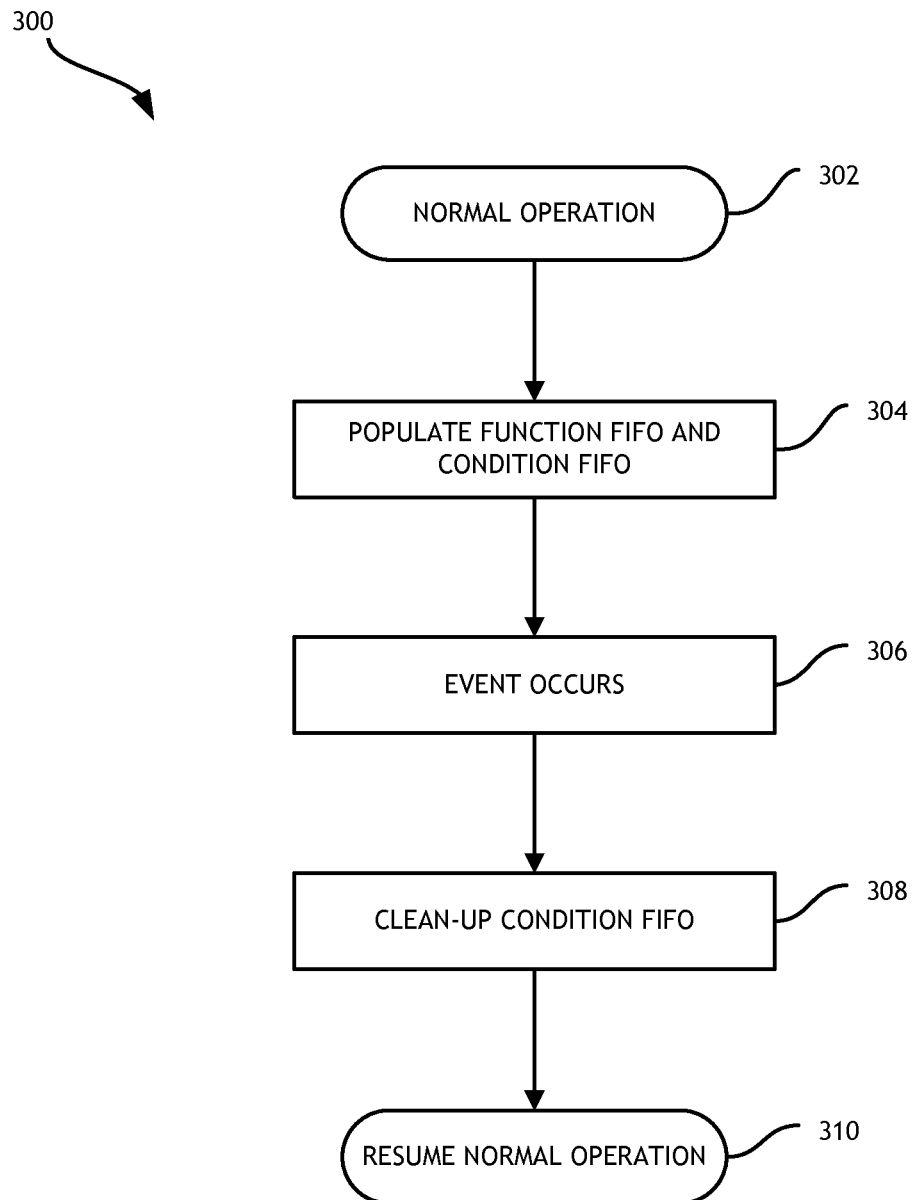 300
302
NORMAL OPERATION
304
POPULATE FUNCTION FIFO AND
CONDITION FIFO
306
EVENT OCCURS
308
CLEAN-UP CONDITION FIFO
310
RESUME NORMAL OPERATION